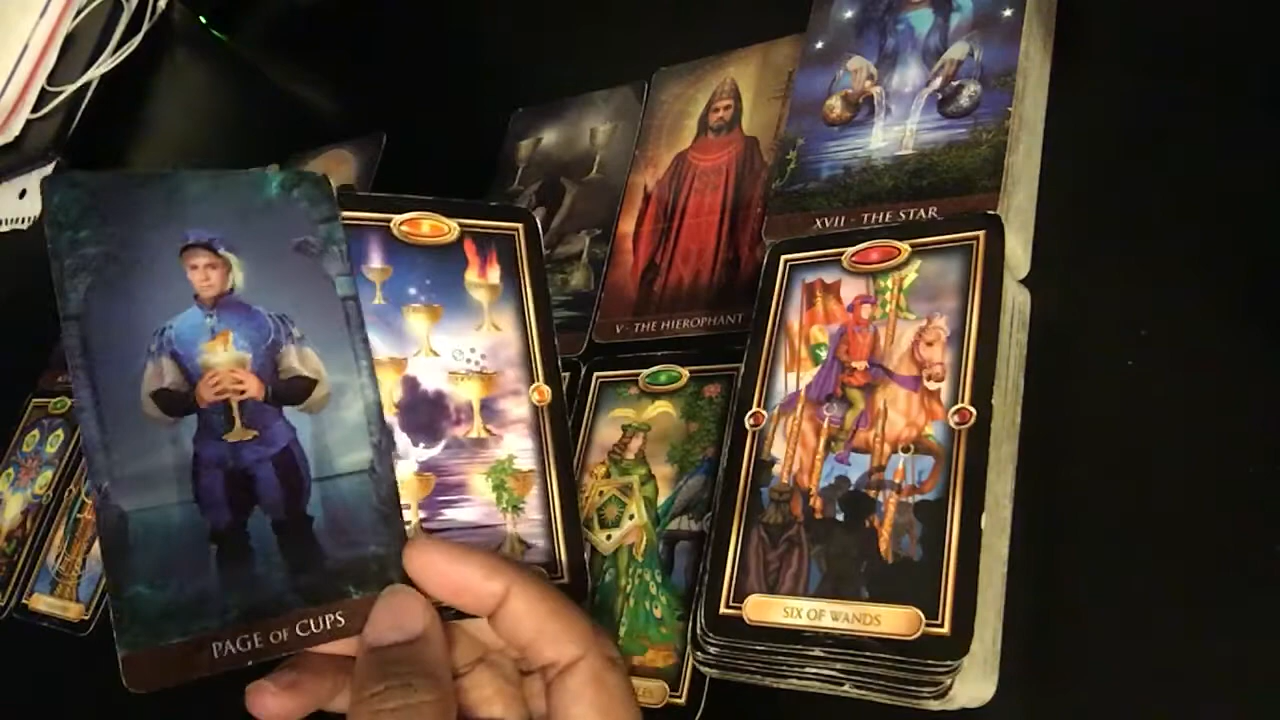 XVII - THE STAR
V - THE HIEROPHANT
PAGE OF CUPS
SIX OF WANDS